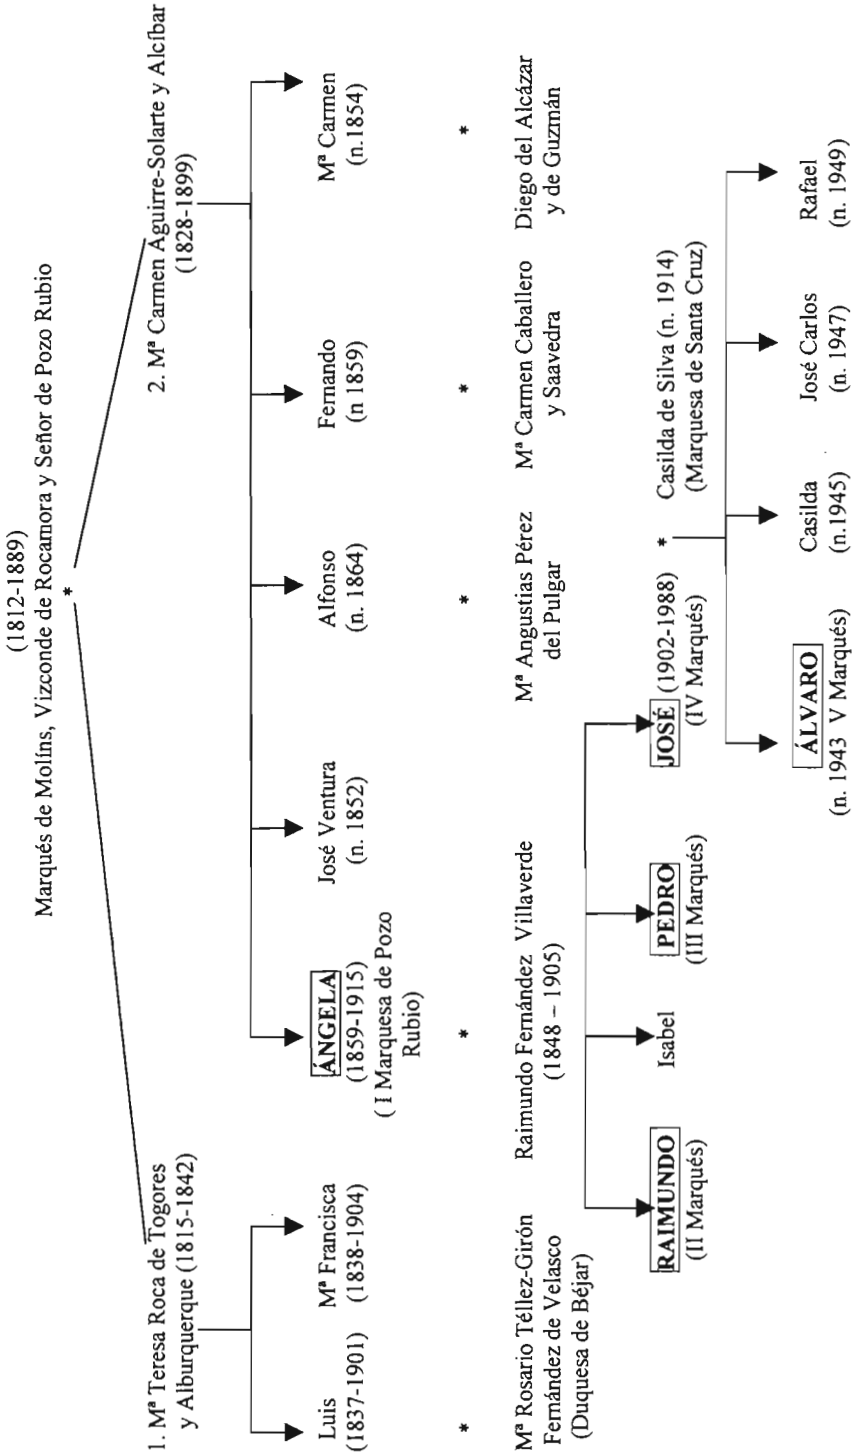 (1812-1889)
Marqués de Molíns, Vizconde de Rocamora y Señor de Pozo Rubio
*
1. Mª Teresa Roca de Togores
y Alburquerque (1815-1842)
2. Mª Carmen Aguirre-Solarte y Alcíbar
(1828-1899)
Luis
(1837-1901)
Mª Francisca
(1838-1904)
ÁNGELA
(1859-1915)
( I Marquesa de Pozo
Rubio)
José Ventura
(n. 1852)
Alfonso
(n. 1864)
Fernando
(n 1859)
Mª Carmen
(n.1854)
*
*
*
*
*
Mª Rosario Téllez-Girón
Fernández de Velasco
(Duquesa de Béjar)
Raimundo Fernández Villaverde
(1848 – 1905)
Mª Angustias Pérez
del Pulgar
Mª Carmen Caballero
y Saavedra
Diego del Alcázar
y de Guzmán
RAIMUNDO
(II Marqués)
Isabel
PEDRO
(III Marqués)
JOSÉ (1902-1988)
(IV Marqués)
*
Casilda de Silva (n. 1914)
(Marquesa de Santa Cruz)
ÁLVARO
(n. 1943 V Marqués)
Casilda
(n.1945)
José Carlos
(n. 1947)
Rafael
(n. 1949)